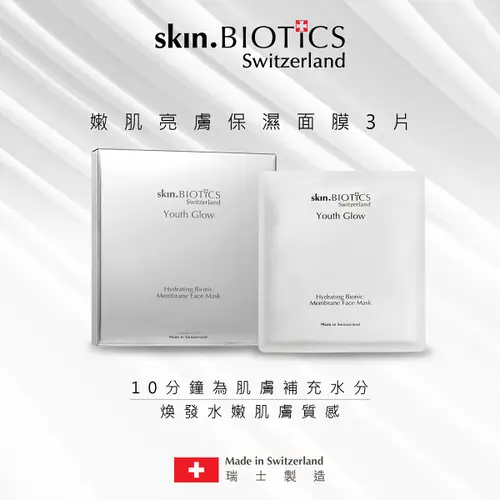 skın.BIOTICS
Switzerland
嫩肌亮膚保濕面膜3片
skın.BIOTICS
Switzerland
Youth Glow
Hydrating Bionic
Membrane Face Mask
Made in Switzerland
skın.BIOTICS
Switzerland
Youth Glow
Hydrating Bionic
Membrane Face Mask
Made in Switzerland
10分鐘為肌膚補充水分
煥發水嫩肌膚質感
Made in Switzerland
瑞士製造